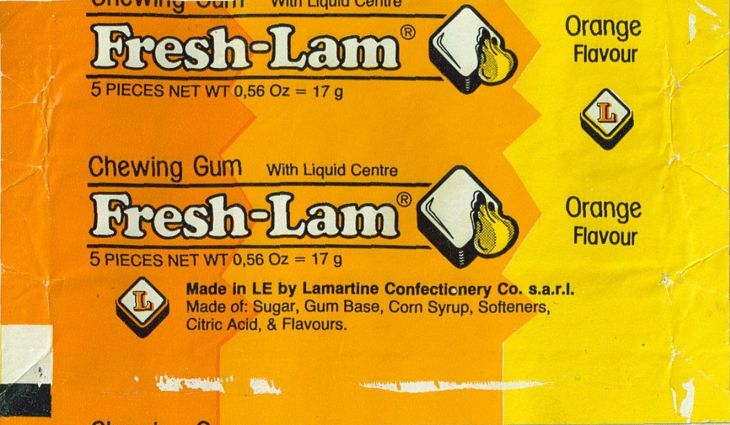 Chewing Gum With Liquid Centre
Fresh-Lam®
5 PIECES NET WT 0,56 Oz = 17 g
Orange
Flavour
L
Chewing Gum With Liquid Centre
Fresh-Lam®
5 PIECES NET WT 0,56 Oz = 17 g
Orange
Flavour
L
Made in LE by Lamartine Confectionery Co. s.a.r.l.
Made of: Sugar, Gum Base, Corn Syrup, Softeners,
Citric Acid, & Flavours.